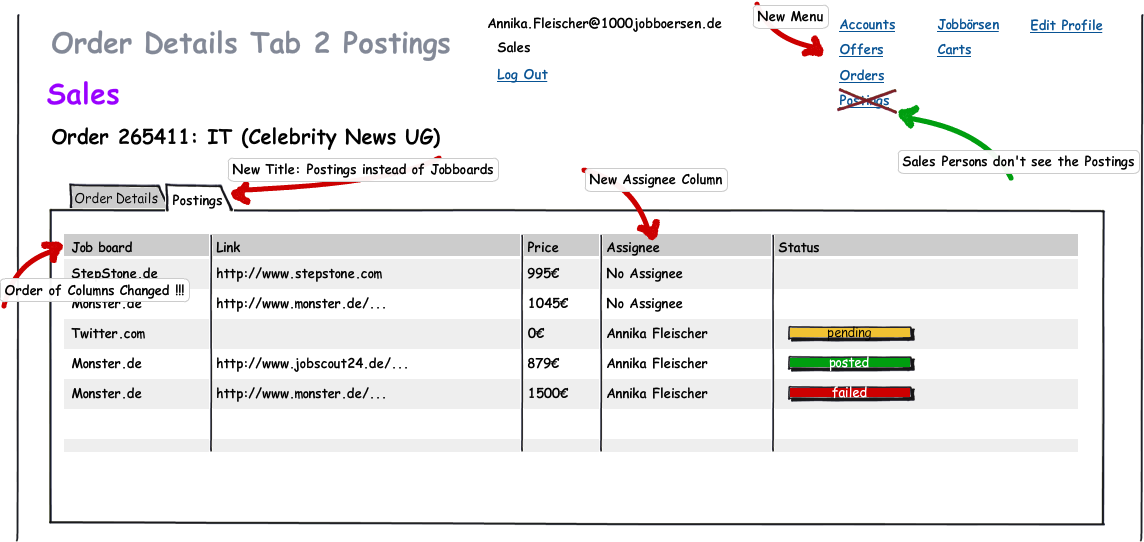 Annika.Fleischer@1000jobboersen.de
Sales
Log Out
New Menu
Accounts
Jobbörsen
Edit Profile
Offers
Carts
Orders
Postings
Sales Persons don't see the Postings
Order Details Tab 2 Postings
Sales
Order 265411: IT (Celebrity News UG)
New Title: Postings instead of Jobboards
New Assignee Column
Order Details
Postings
Job board Link Price Assignee Status
StepStone.de http://www.stepstone.com 995€ No Assignee
Order of Columns Changed !!!
Monster.de http://www.monster.de/... 1045€ No Assignee
Twitter.com 0€ Annika Fleischer pending
Monster.de http://www.jobscout24.de/... 879€ Annika Fleischer posted
Monster.de http://www.monster.de/... 1500€ Annika Fleischer failed